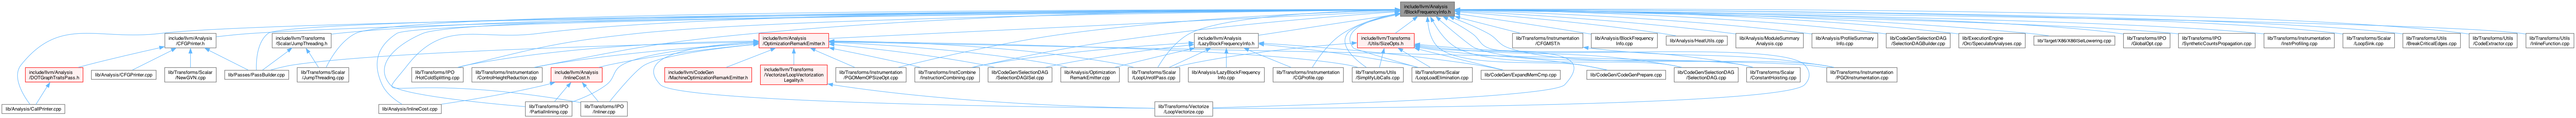 include/llvm/Analysis
/BlockFrequencyInfo.h
include/llvm/Analysis
/CFGPrinter.h
include/llvm/Transforms
/Scalar/JumpThreading.h
include/llvm/Analysis
/OptimizationRemarkEmitter.h
include/llvm/Analysis
/LazyBlockFrequencyInfo.h
include/llvm/Transforms
/Utils/SizeOpts.h
lib/Transforms/Instrumentation
/CFGMST.h
lib/Analysis/BlockFrequency
Info.cpp
lib/Analysis/HeatUtils.cpp
lib/Analysis/ModuleSummary
Analysis.cpp
lib/Analysis/ProfileSummary
Info.cpp
lib/CodeGen/SelectionDAG
/SelectionDAGBuilder.cpp
lib/ExecutionEngine
/Orc/SpeculateAnalyses.cpp
lib/Target/X86/X86ISelLowering.cpp
lib/Transforms/IPO
/GlobalOpt.cpp
lib/Transforms/IPO
/SyntheticCountsPropagation.cpp
lib/Transforms/Instrumentation
/InstrProfiling.cpp
lib/Transforms/Scalar
/LoopSink.cpp
lib/Transforms/Utils
/BreakCriticalEdges.cpp
lib/Transforms/Utils
/CodeExtractor.cpp
lib/Transforms/Utils
/InlineFunction.cpp
include/llvm/Analysis
/DOTGraphTraitsPass.h
lib/Analysis/CFGPrinter.cpp
lib/Transforms/Scalar
/NewGVN.cpp
lib/Passes/PassBuilder.cpp
lib/Transforms/Scalar
/JumpThreading.cpp
lib/Transforms/IPO
/HotColdSplitting.cpp
lib/Transforms/Instrumentation
/ControlHeightReduction.cpp
include/llvm/Analysis
/InlineCost.h
include/llvm/CodeGen
/MachineOptimizationRemarkEmitter.h
include/llvm/Transforms
/Vectorize/LoopVectorization
Legality.h
lib/Transforms/Instrumentation
/PGOMemOPSizeOpt.cpp
lib/Transforms/InstCombine
/InstructionCombining.cpp
lib/CodeGen/SelectionDAG
/SelectionDAGISel.cpp
lib/Analysis/Optimization
RemarkEmitter.cpp
lib/Transforms/Scalar
/LoopUnrollPass.cpp
lib/Analysis/LazyBlockFrequency
Info.cpp
lib/Transforms/Instrumentation
/CGProfile.cpp
lib/Transforms/Utils
/SimplifyLibCalls.cpp
lib/Transforms/Scalar
/LoopLoadElimination.cpp
lib/CodeGen/ExpandMemCmp.cpp
lib/CodeGen/CodeGenPrepare.cpp
lib/CodeGen/SelectionDAG
/SelectionDAG.cpp
lib/Transforms/Scalar
/ConstantHoisting.cpp
lib/Transforms/Instrumentation
/PGOInstrumentation.cpp
lib/Analysis/CallPrinter.cpp
lib/Analysis/InlineCost.cpp
lib/Transforms/IPO
/PartialInlining.cpp
lib/Transforms/IPO
/Inliner.cpp
lib/Transforms/Vectorize
/LoopVectorize.cpp